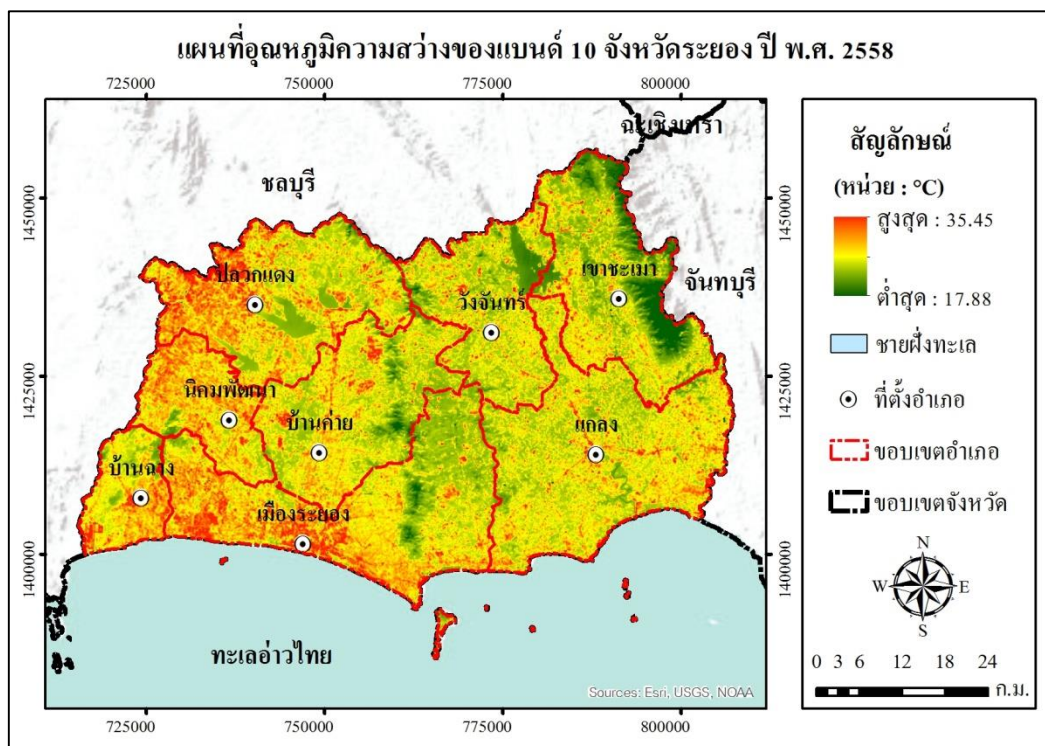 แผนที่อุณหภูมิความสว่างของแบนด์ 10 จังหวัดระยอง ปี พ.ศ. 2558
725000 750000 775000 800000
ฉะเชิงเทรา
ชลบุรี
1450000 1450000
ปลวกแดง
เขาชะเมา
จันทบุรี
วังจันทร์
1425000 1425000
นิคมพัฒนา
บ้านค่าย
แกลง
บ้านฉาง
เมืองระยอง
1400000 1400000
ทะเลอ่าวไทย
Sources: Esri, USGS, NOAA
725000 750000 775000 800000
สัญลักษณ์
(หน่วย : °C)
สูงสุด : 35.45
ต่ำสุด : 17.88
ชายฝั่งทะเล
ที่ตั้งอำเภอ
ขอบเขตอำเภอ
ขอบเขตจังหวัด
N
W E
S
0 3 6 12 18 24
ก.ม.